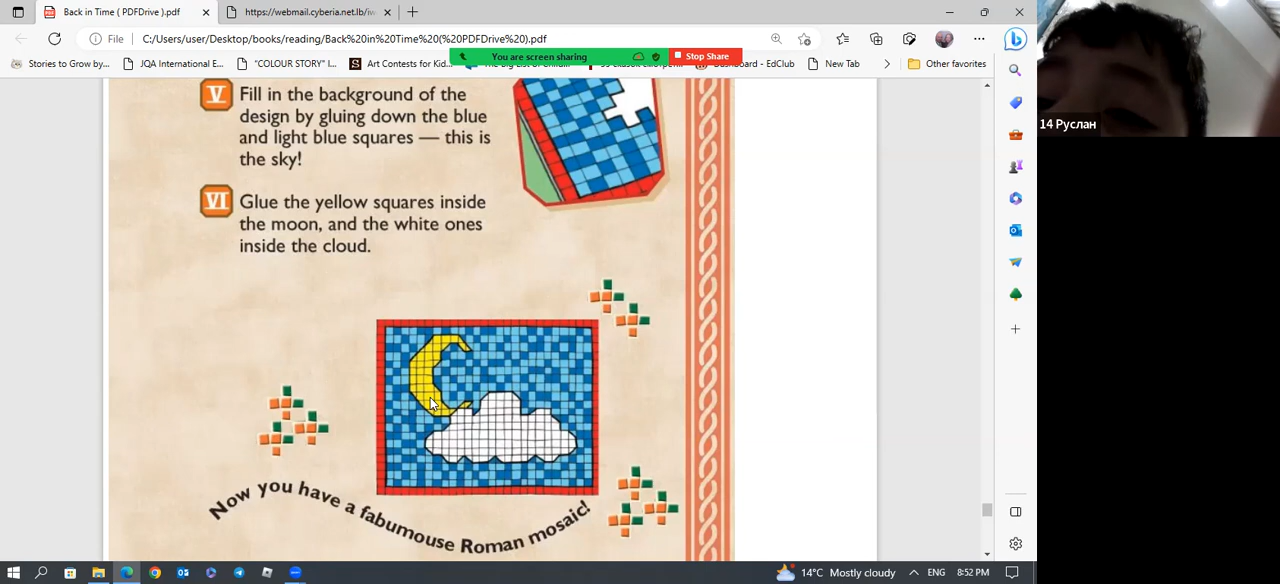 Back in Time ( PDFDrive ).pdf
https://webmail.cyberia.net.lb/iw
File
C:/Users/user/Desktop/books/reading/Back%20in%20Time%20(%20PDFDrive%20).pdf
You are screen sharing
Stop Share
Stories to Grow by...
JQA International E...
"COLOUR STORY" I...
Art Contests for Kid...
Dashboard - EdClub
New Tab
Other favorites
V Fill in the background of the
design by gluing down the blue
and light blue squares — this is
the sky!
VI Glue the yellow squares inside
the moon, and the white ones
inside the cloud.
Now you have a fabumouse Roman mosaic!
14 Руслан
14°C Mostly cloudy
ENG
8:52 PM